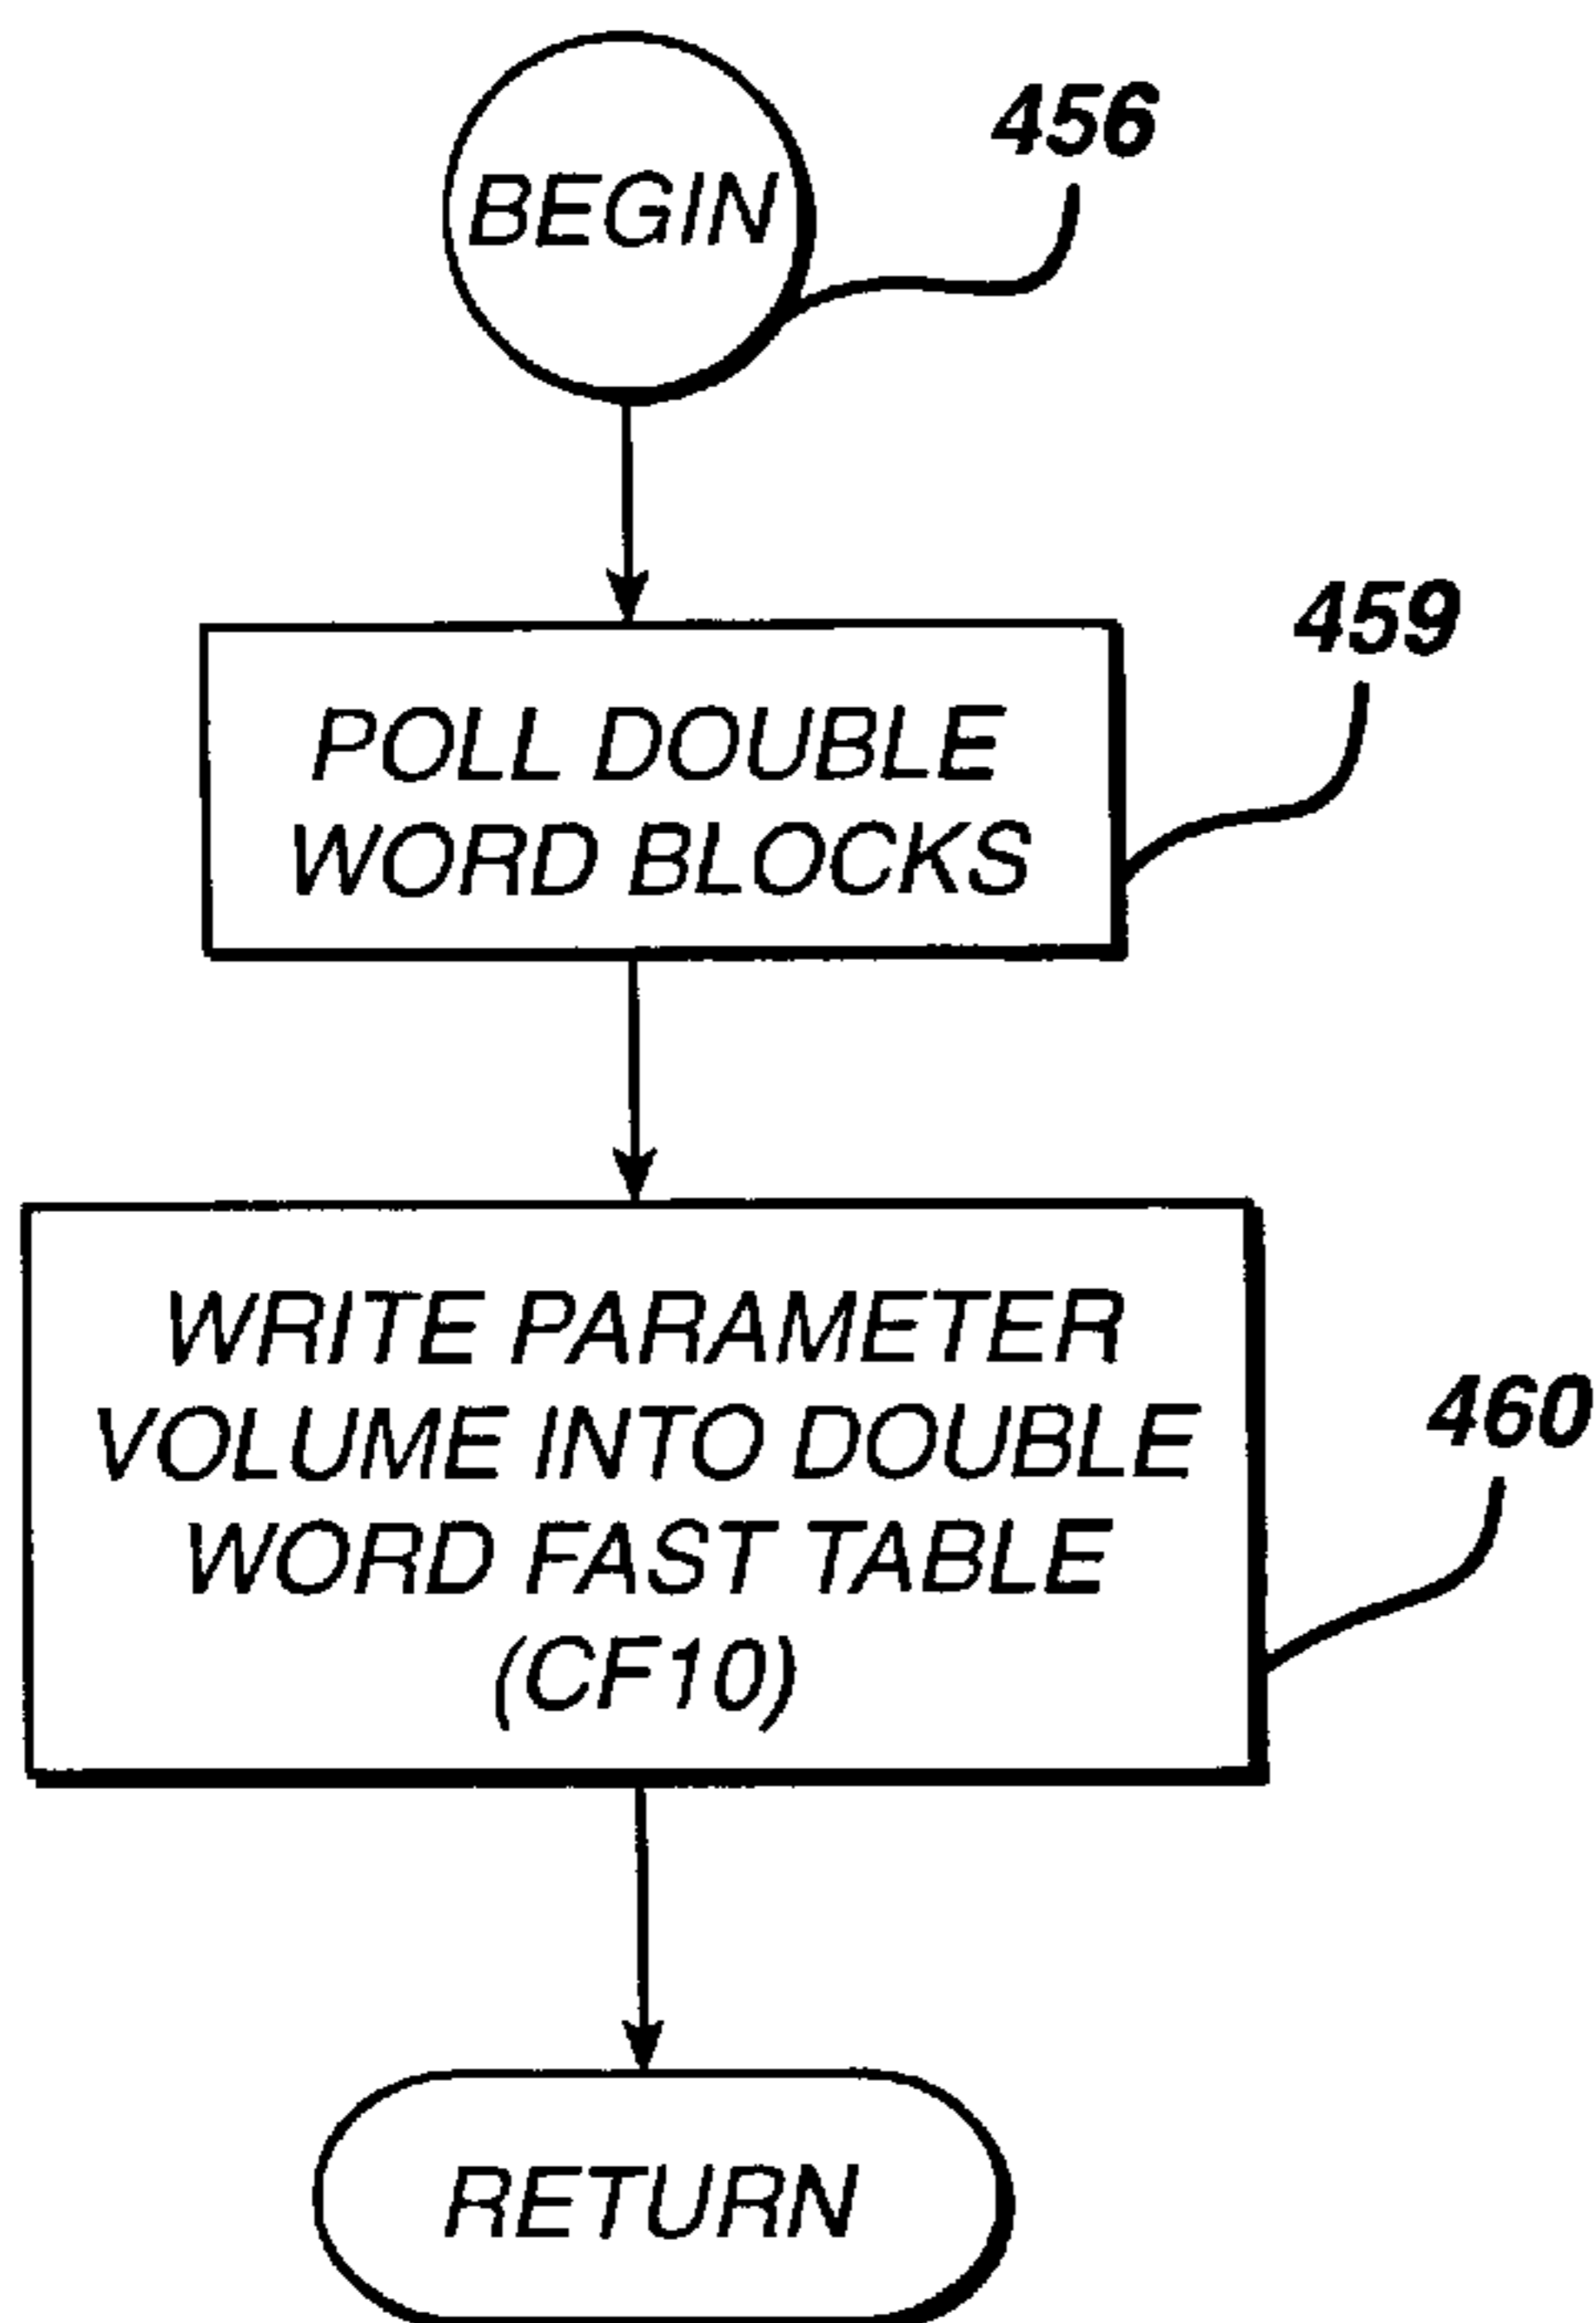 BEGIN
456
POLL DOUBLE
WORD BLOCKS
459
WRITE PARAMETER
VOLUME INTO DOUBLE
WORD FAST TABLE
(CF10)
460
RETURN